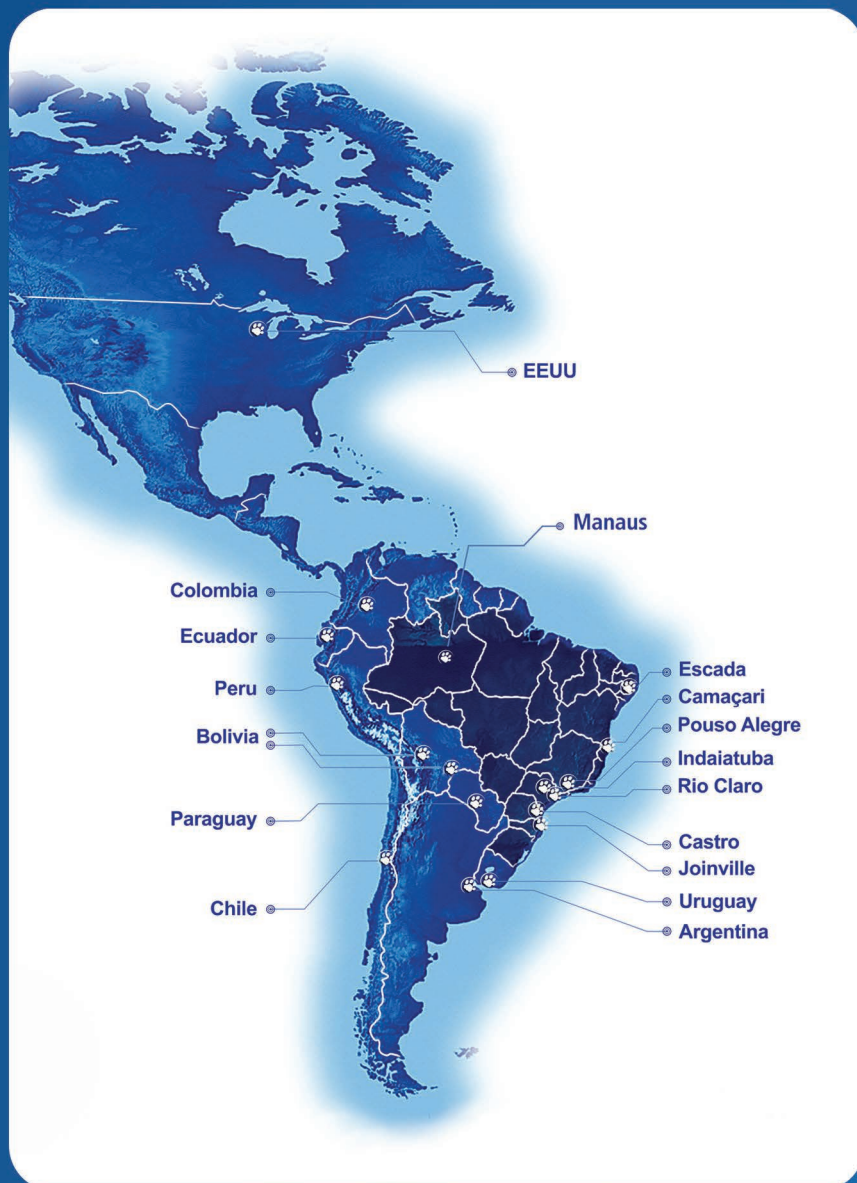 EEUU
Manaus
Colombia
Ecuador
Peru
Bolivia
Paraguay
Chile
Escada
Camaçari
Pouso Alegre
Indaiatuba
Rio Claro
Castro
Joinville
Uruguay
Argentina